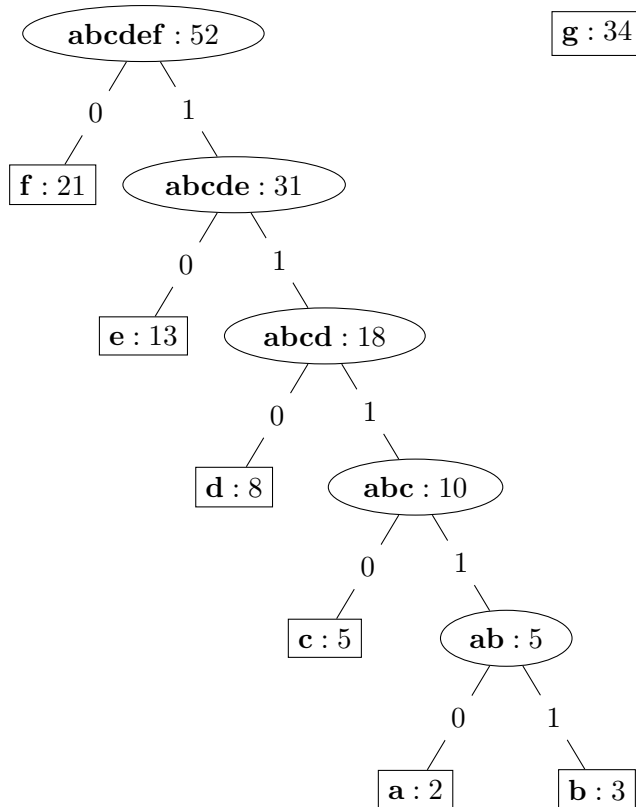 abcdef : 52
g : 34
0
1
f : 21
abcde : 31
0
1
e : 13
abcd : 18
0
1
d : 8
abc : 10
0
1
c : 5
ab : 5
0
1
a : 2
b : 3